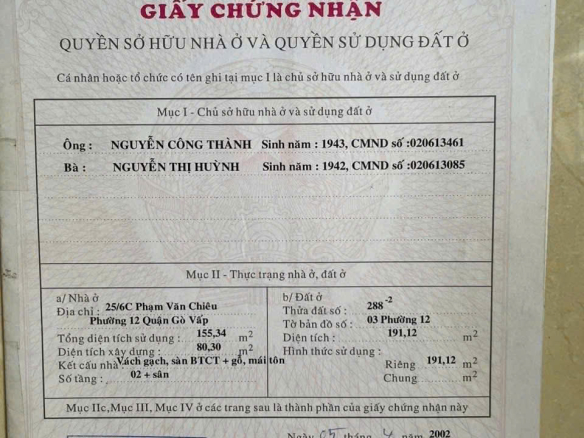 GIẤY CHỨNG NHẬN
QUYỀN SỞ HỮU NHÀ Ở VÀ QUYỀN SỬ DỤNG ĐẤT Ở
Cá nhân hoặc tổ chức có tên ghi tại mục I là chủ sở hữu nhà ở và sử dụng đất ở
Mục I - Chủ sở hữu nhà ở và sử dụng đất ở
Ông : NGUYỄN CÔNG THÀNH Sinh năm : 1943, CMND số :020613461
Bà : NGUYỄN THỊ HUỲNH Sinh năm : 1942, CMND số :020613085
Mục II - Thực trạng nhà ở, đất ở
a/ Nhà ở
Địa chỉ : 25/6C Phạm Văn Chiêu
Phường 12 Quận Gò Vấp
Tổng diện tích sử dụng : 155,34 m2
Diện tích xây dựng : 80,30 m2
Kết cấu nhà : Vách gạch, sàn BTCT + gỗ, mái tôn
Số tầng : 02 + sân
b/ Đất ở
Thửa đất số : 288-2
Tờ bản đồ số : 03 Phường 12
Diện tích : 191,12 m2
Hình thức sử dụng :
Riêng 191,12 m2
Chung m2
Mục IIc,Mục III, Mục IV ở các trang sau là thành phần của giấy chứng nhận này
Ngày 05 tháng 4 năm 2002